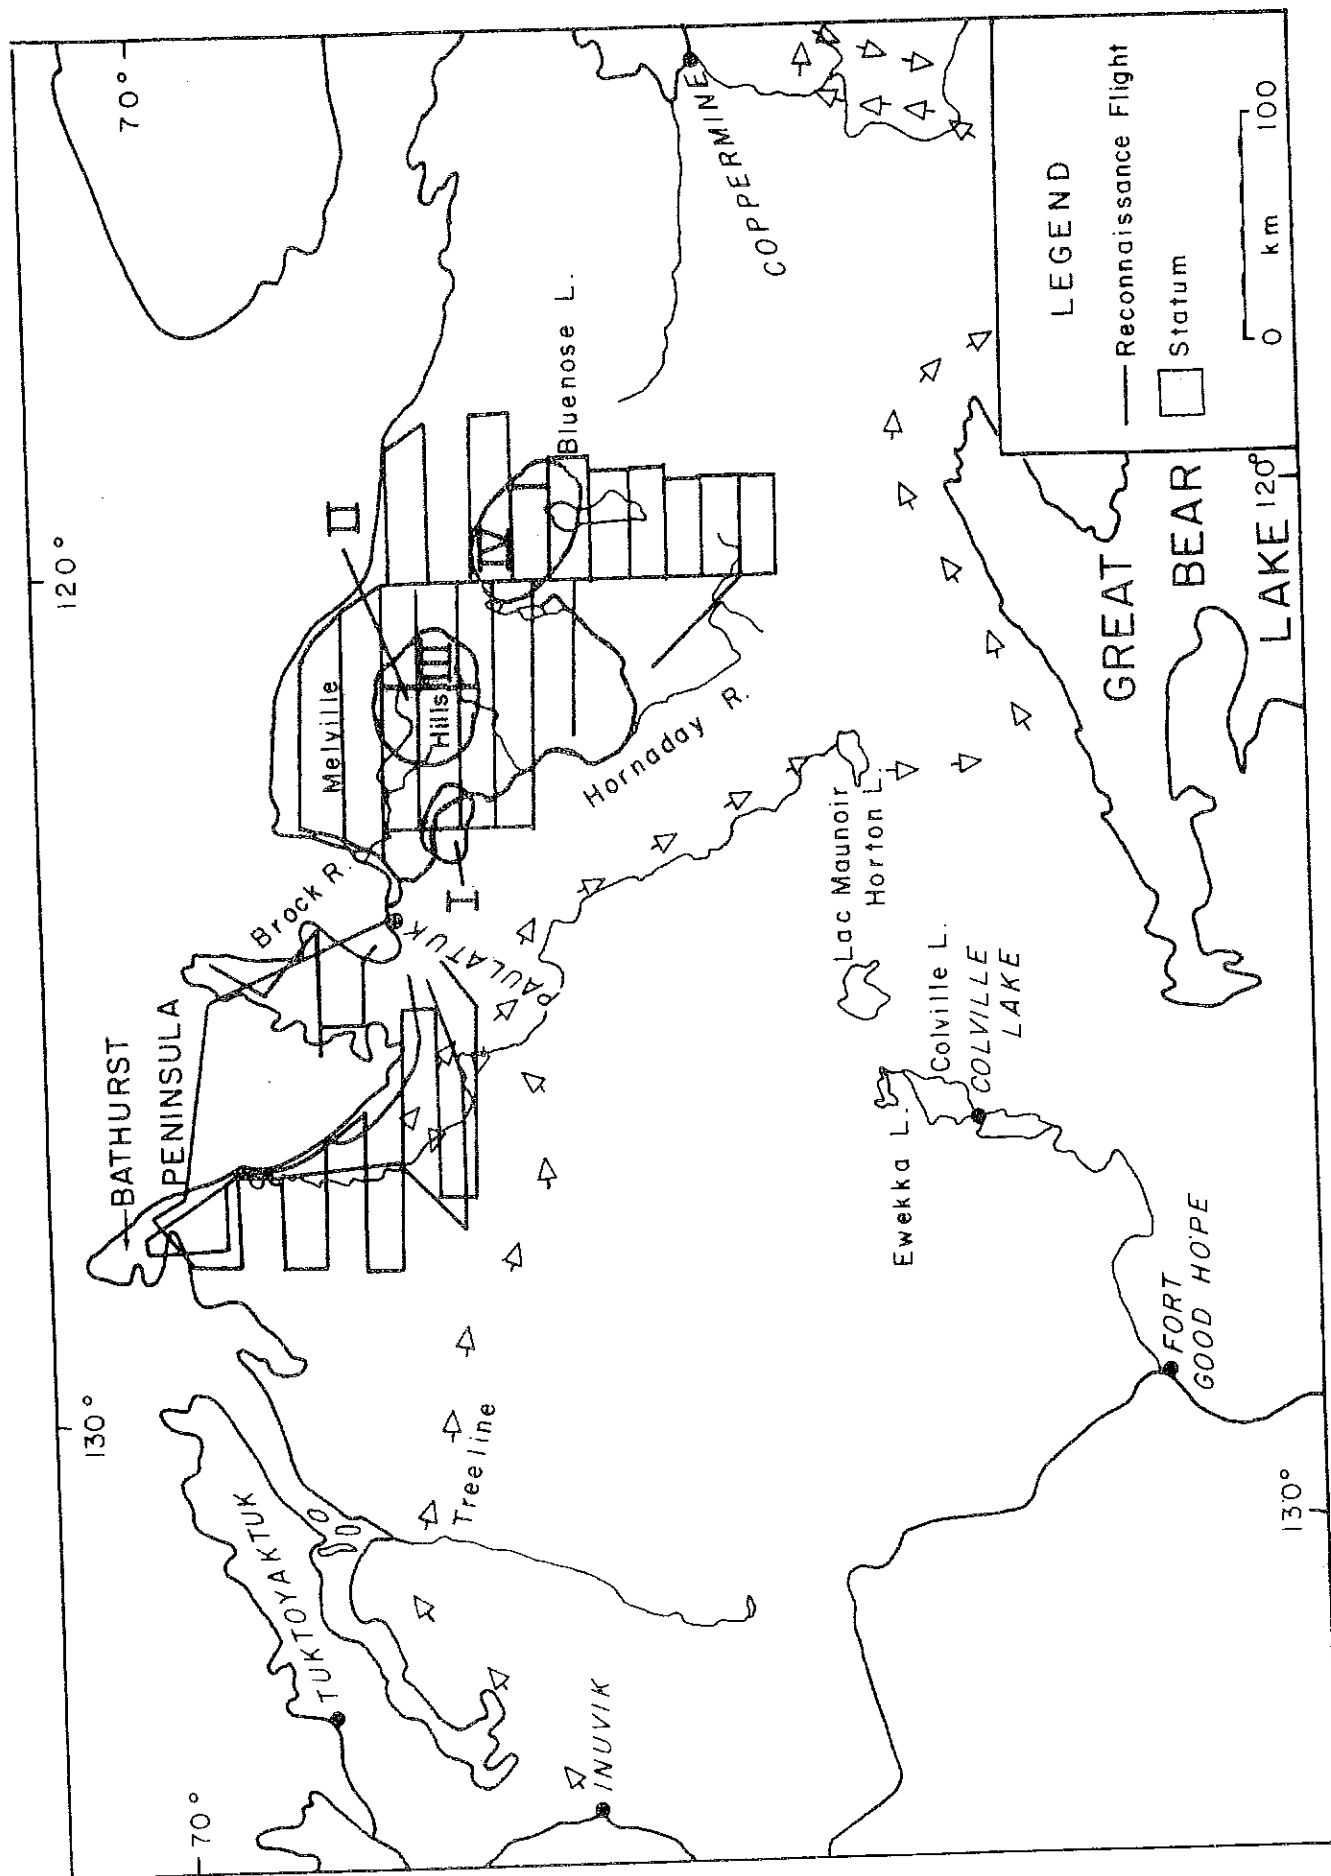 130°
120°
70°
70°
BATHURST
PENINSULA
TUKTOYAKTUK
Brock R.
Melville
Hills
II
III
IV
I
PAULATUK
Bluenose L.
Treeline
INUVIK
Hornaday R.
COPPERMINE
Lac Maunoir
Horton L.
Ewekka L.
Colville L.
COLVILLE
LAKE
FORT
GOOD HOPE
GREAT
BEAR
LAKE
130°
120°
LEGEND
Reconnaissance Flight
Statum
0
km
100